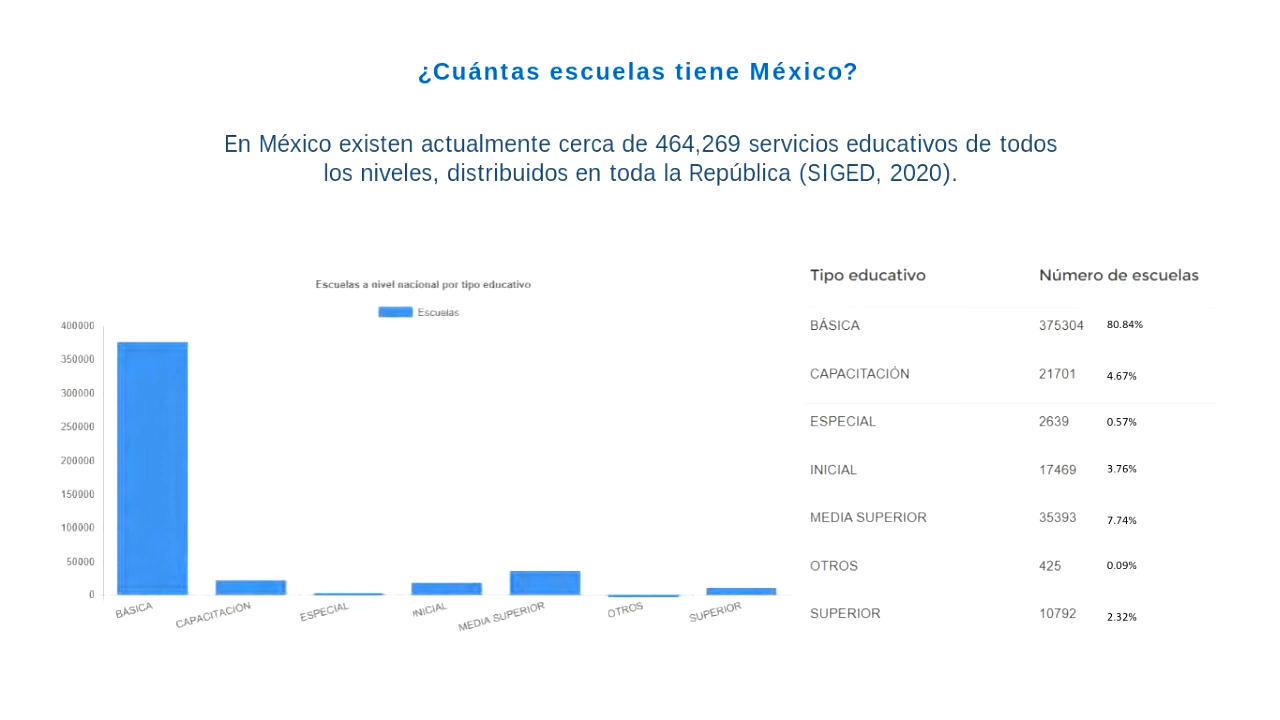 ¿Cuántas escuelas tiene México?
En México existen actualmente cerca de 464,269 servicios educativos de todos
los niveles, distribuidos en toda la República (SIGED, 2020).
Escuelas a nivel nacional por tipo educativo
Escuelas
400000
350000
300000
250000
200000
150000
100000
50000
0
BÁSICA
CAPACITACIÓN
ESPECIAL
INICIAL
MEDIA SUPERIOR
OTROS
SUPERIOR
Tipo educativo Número de escuelas
BÁSICA 375304 80.84%
CAPACITACIÓN 21701 4.67%
ESPECIAL 2639 0.57%
INICIAL 17469 3.76%
MEDIA SUPERIOR 35393 7.74%
OTROS 425 0.09%
SUPERIOR 10792 2.32%